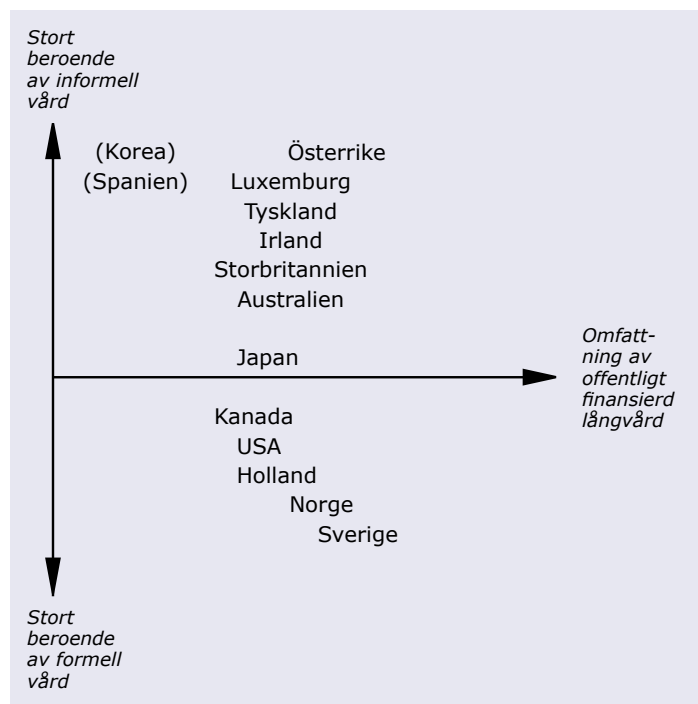 Stort
beroende
av informell
vård
(Korea)
Österrike
(Spanien)
Luxemburg
Tyskland
Irland
Storbritannien
Australien
Japan
Omfatt-
ning av
offentligt
finansierd
långvård
Kanada
USA
Holland
Norge
Sverige
Stort
beroende
av formell
vård